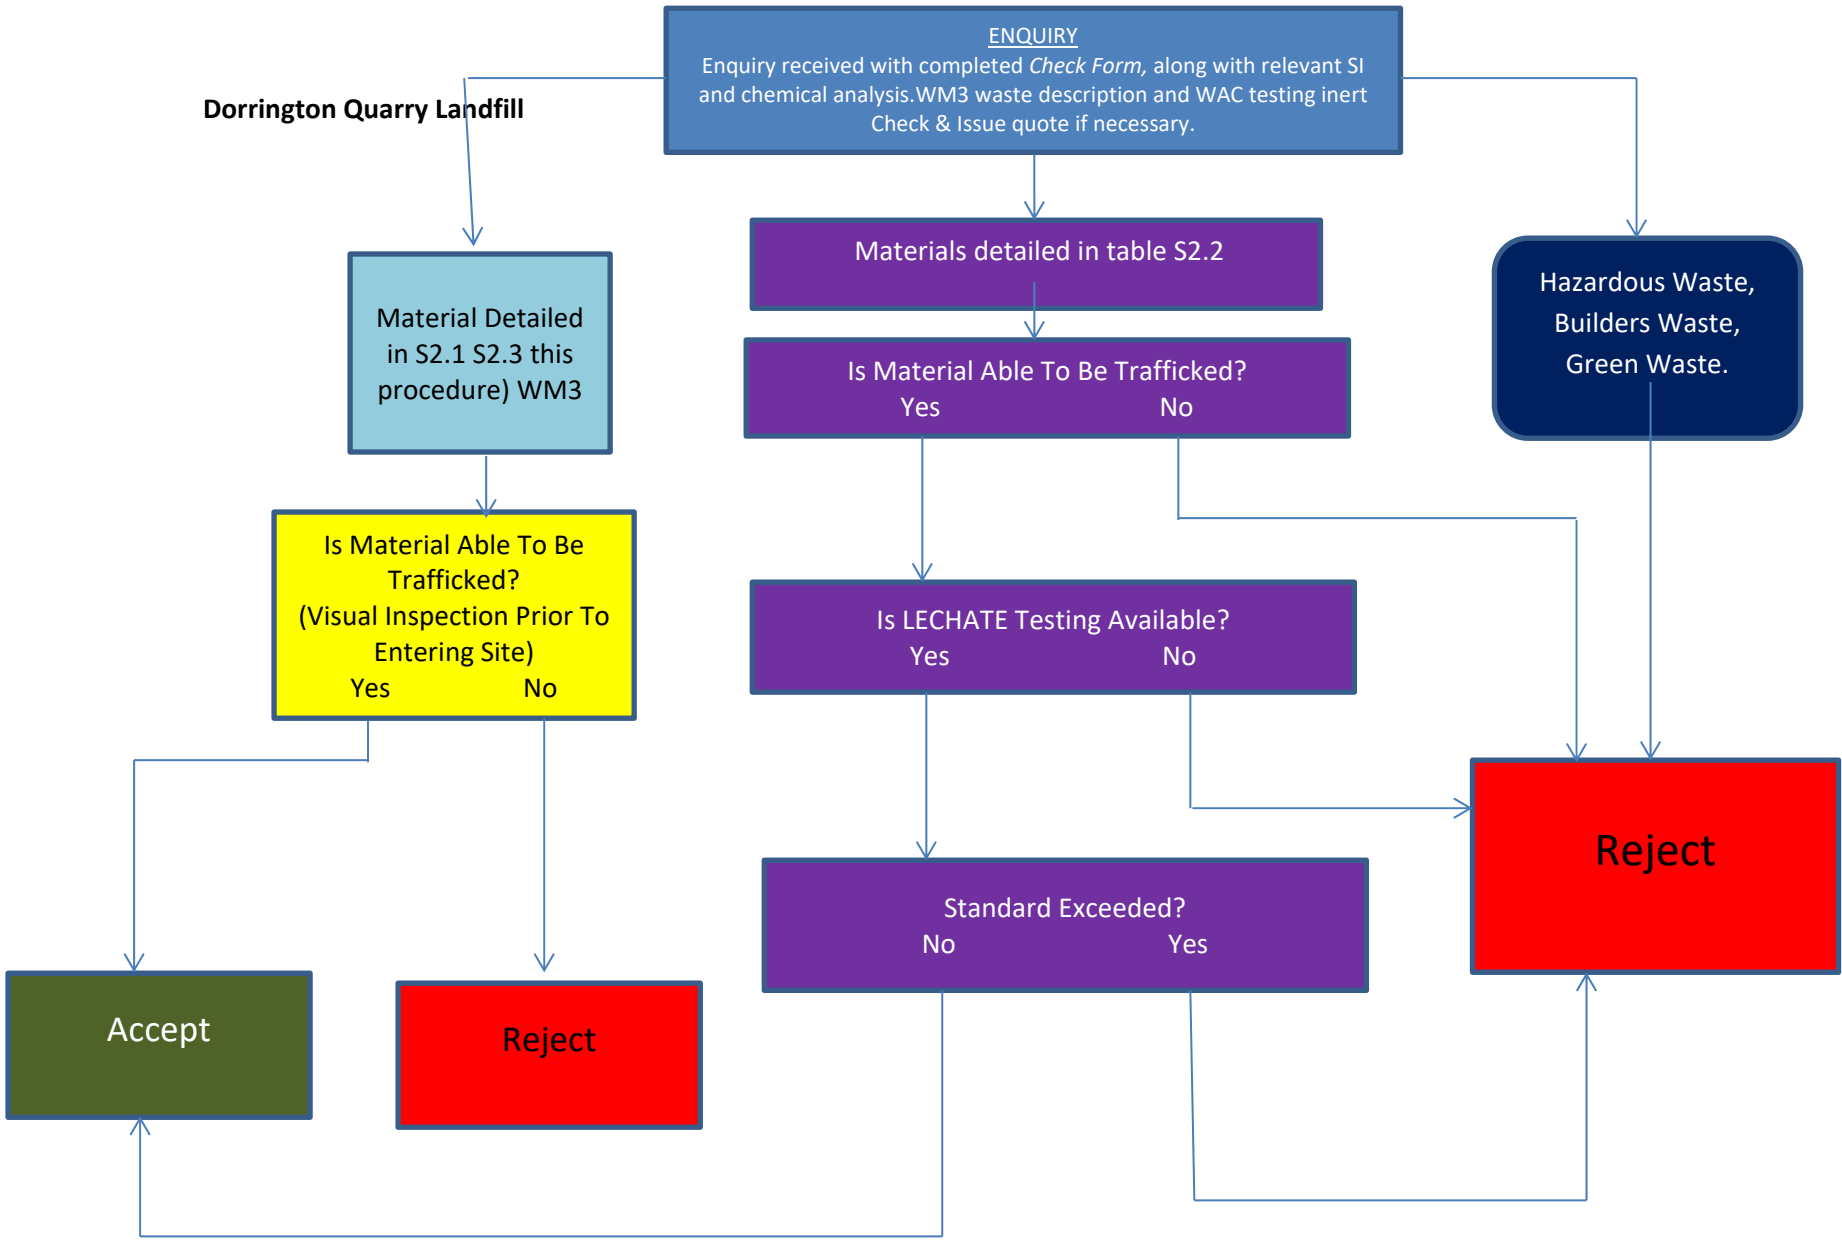 ENQUIRY
Enquiry received with completed Check Form, along with relevant SI
and chemical analysis.WM3 waste description and WAC testing inert
Check & Issue quote if necessary.
Dorrington Quarry Landfill
Material Detailed
in S2.1 S2.3 this
procedure) WM3
Materials detailed in table S2.2
Hazardous Waste,
Builders Waste,
Green Waste.
Is Material Able To Be Trafficked?
Yes No
Is Material Able To Be
Trafficked?
(Visual Inspection Prior To
Entering Site)
Yes No
Is LECHATE Testing Available?
Yes No
Standard Exceeded?
No Yes
Reject
Accept
Reject